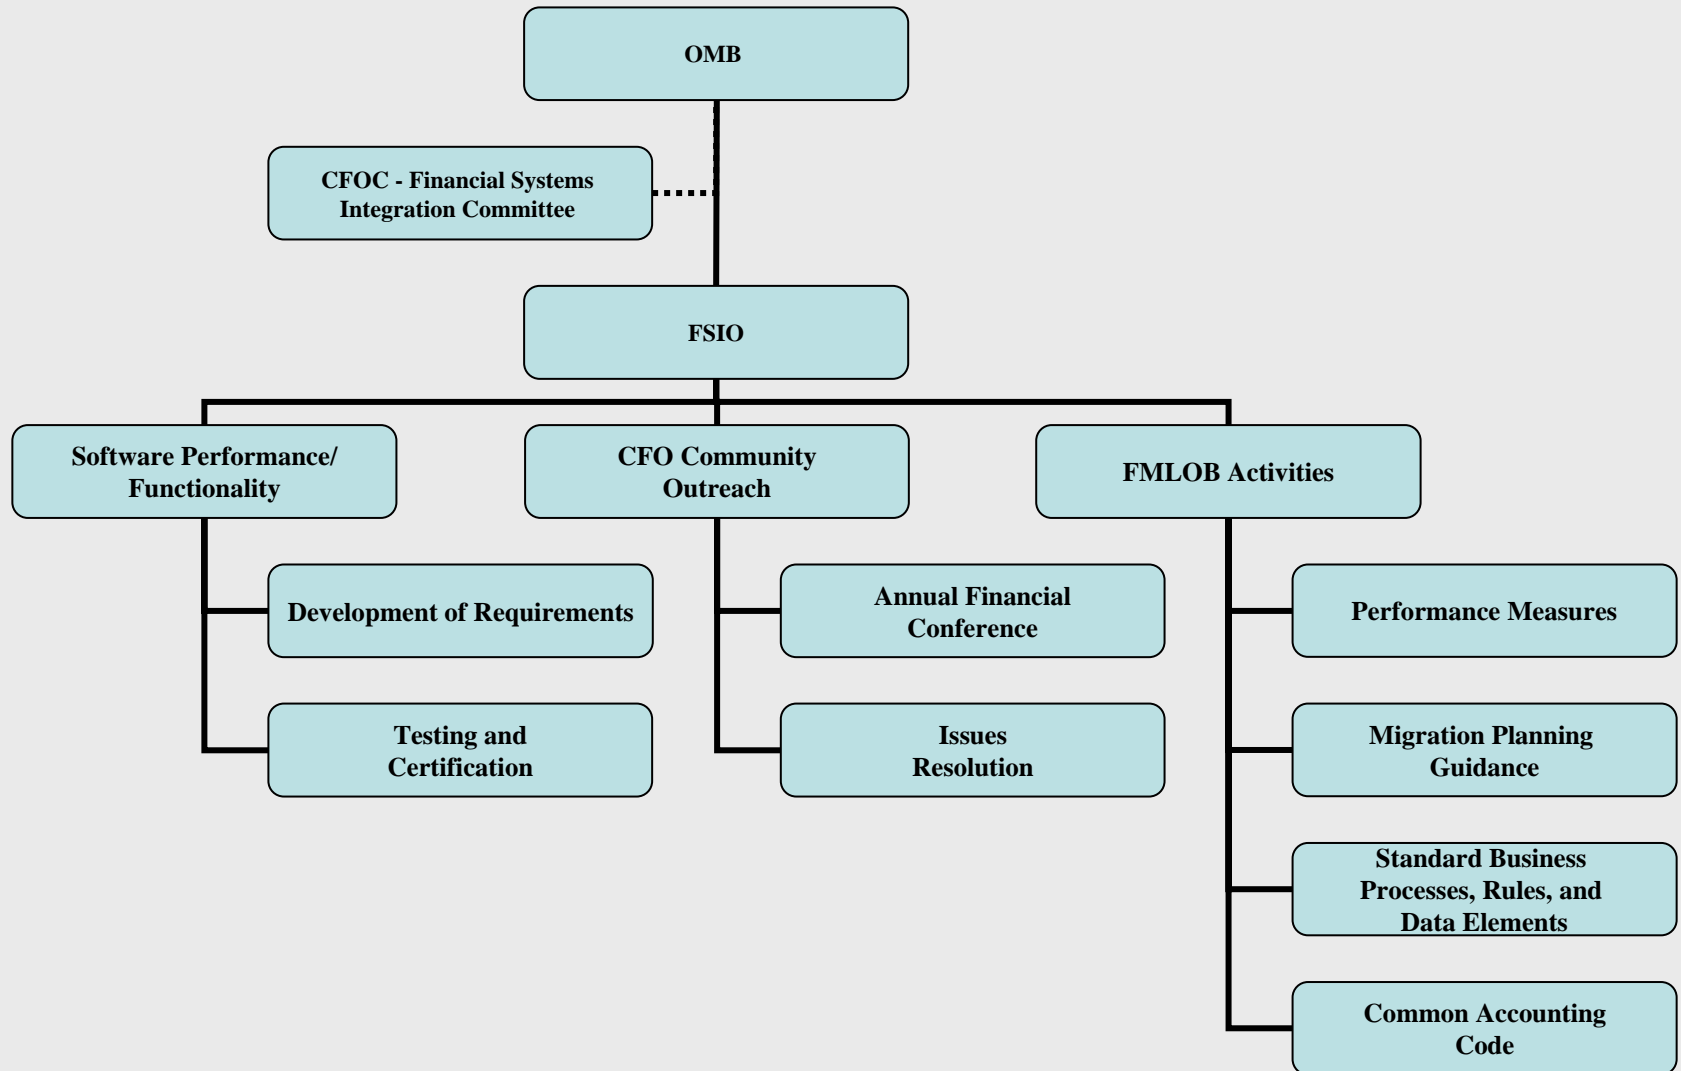 OMB
CFOC - Financial Systems
Integration Committee
FSIO
Software Performance/
Functionality
CFO Community
Outreach
FMLOB Activities
Development of Requirements
Annual Financial
Conference
Performance Measures
Testing and
Certification
Issues
Resolution
Migration Planning
Guidance
Standard Business
Processes, Rules, and
Data Elements
Common Accounting
Code